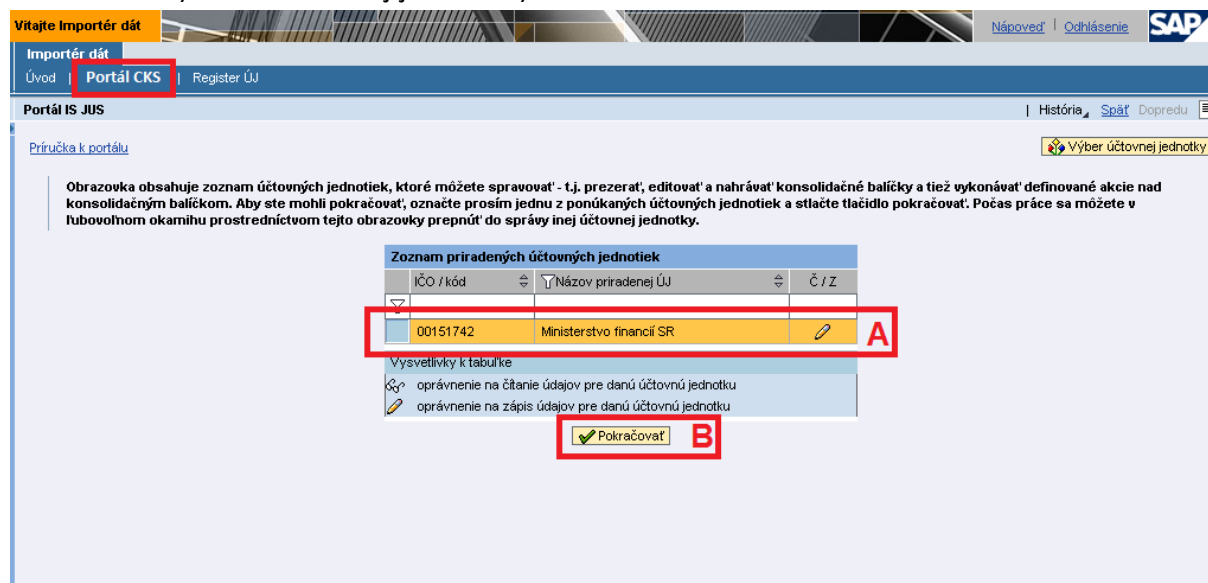 Vitajte Importér dát
Nápoveď Odhlásenie SAP
Importér dát
Úvod | Portál CKS | Register ÚJ
Portál IS JUS | História Späť Dopredu
Príručka k portálu
Výber účtovnej jednotky
Obrazovka obsahuje zoznam účtovných jednotiek, ktoré môžete spravovať - t.j. prezerať, editovať a nahrávať konsolidačné balíčky a tiež vykonávať definované akcie nad
konsolidačným balíčkom. Aby ste mohli pokračovať, označte prosím jednu z ponúkaných účtovných jednotiek a stlačte tlačidlo pokračovať. Počas práce sa môžete v
ľubovoľnom okamihu prostredníctvom tejto obrazovky prepnúť do správy inej účtovnej jednotky.
Zoznam priradených účtovných jednotiek
IČO / kód Názov priradenej ÚJ Č / Z
00151742 Ministerstvo financií SR A
Vysvetlivky k tabuľke
oprávnenie na čítanie údajov pre danú účtovnú jednotku
oprávnenie na zápis údajov pre danú účtovnú jednotku
Pokračovať B